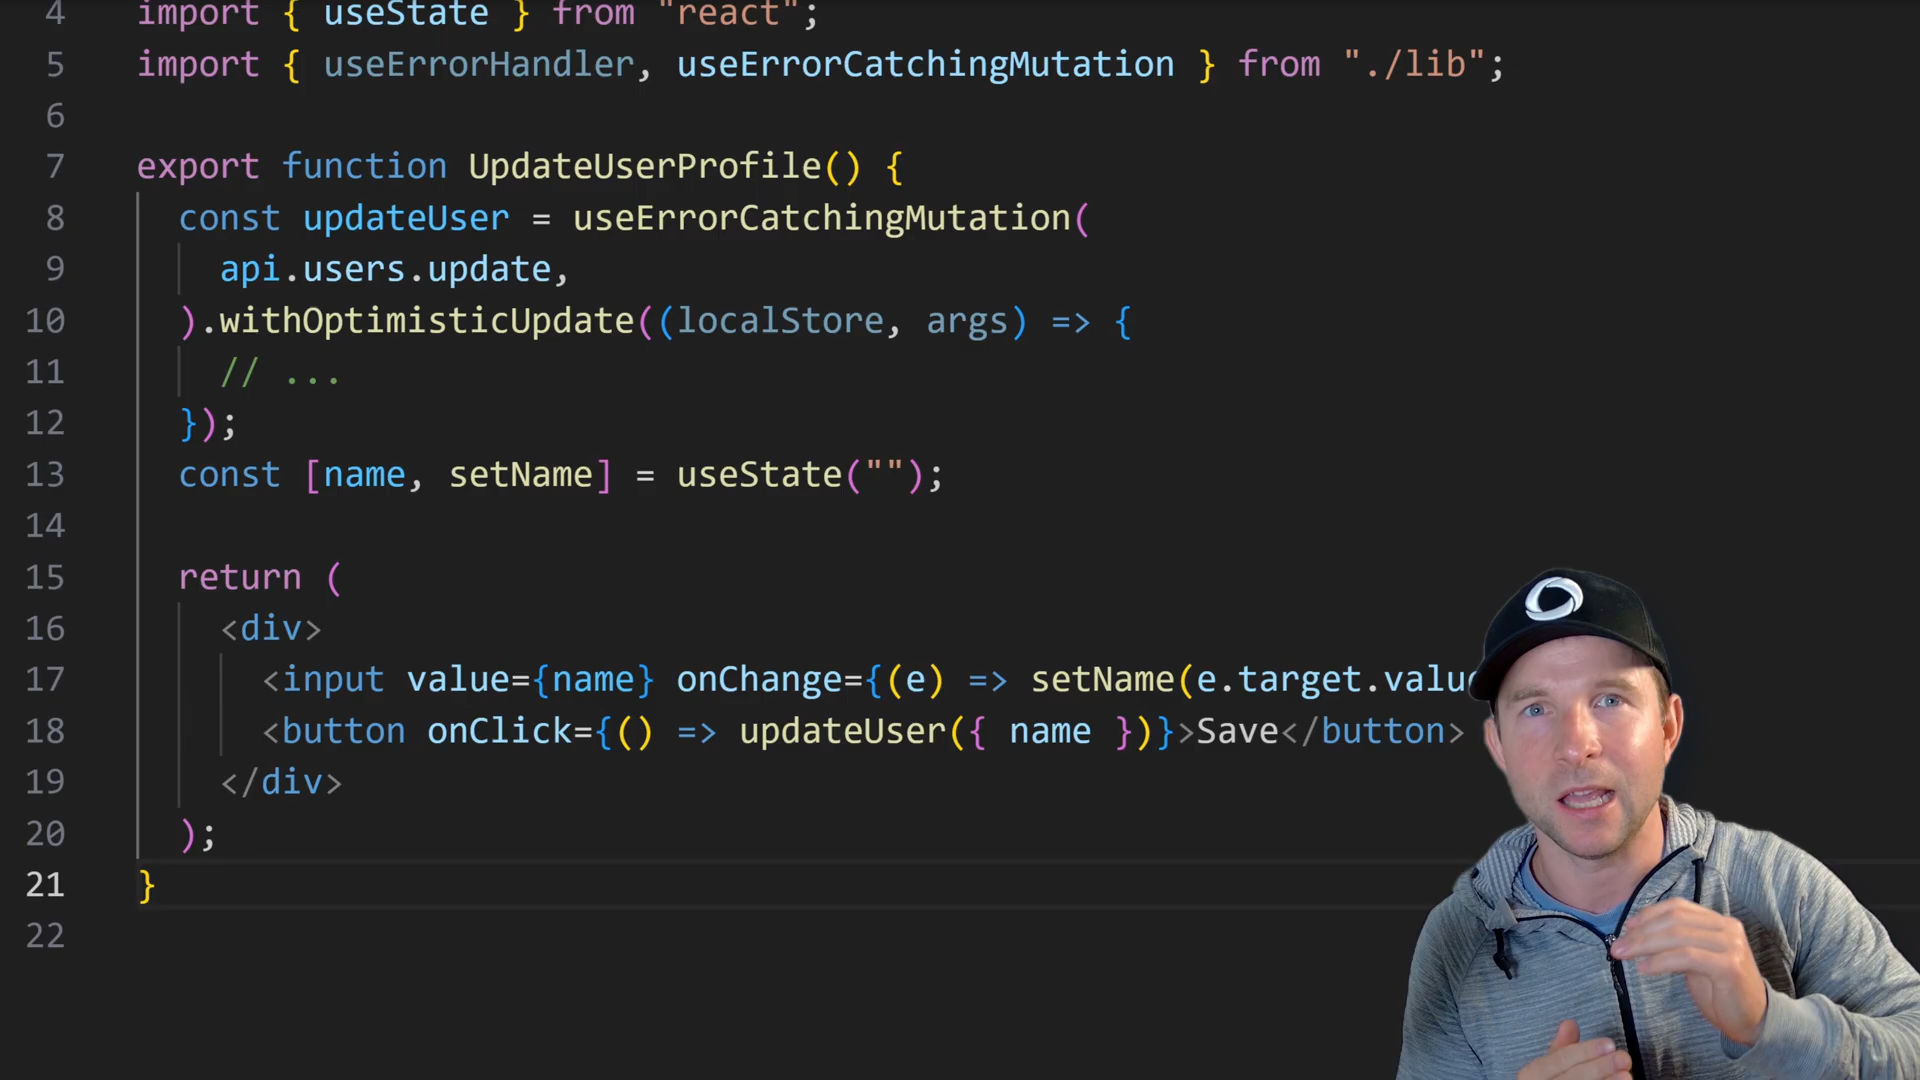 4 import { useState } from "react";
5 import { useErrorHandler, useErrorCatchingMutation } from "./lib";
6
7 export function UpdateUserProfile() {
8 const updateUser = useErrorCatchingMutation(
9 api.users.update,
10 ).withOptimisticUpdate((localStore, args) => {
11 // ...
12 });
13 const [name, setName] = useState("");
14
15 return (
16 <div>
17 <input value={name} onChange={(e) => setName(e.target.value
18 <button onClick={() => updateUser({ name })}>Save</button>
19 </div>
20 );
21 }
22